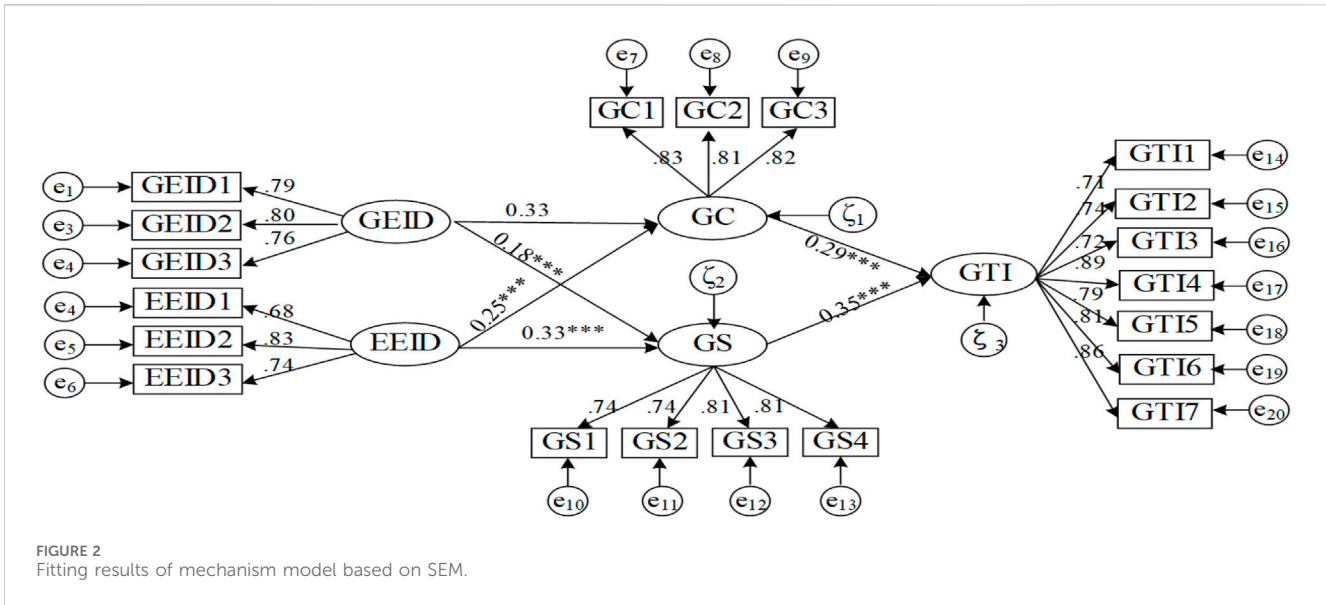 e7
e8
e9
GC1
GC2
GC3
.83
.81
.82
e1
GEID1
.79
e3
GEID2
.80
e4
GEID3
.76
GEID
0.33
0.18***
GC
ζ1
0.29***
e4
EEID1
.68
e5
EEID2
.83
e6
EEID3
.74
EEID
0.25***
0.33***
ζ2
GS
0.35***
GTI
ζ3
.71
GTI1
e14
.74
GTI2
e15
.72
GTI3
e16
.89
GTI4
e17
.79
GTI5
e18
.81
GTI6
e19
.86
GTI7
e20
.74
.74
.81
.81
GS1
GS2
GS3
GS4
e10
e11
e12
e13
FIGURE 2
Fitting results of mechanism model based on SEM.